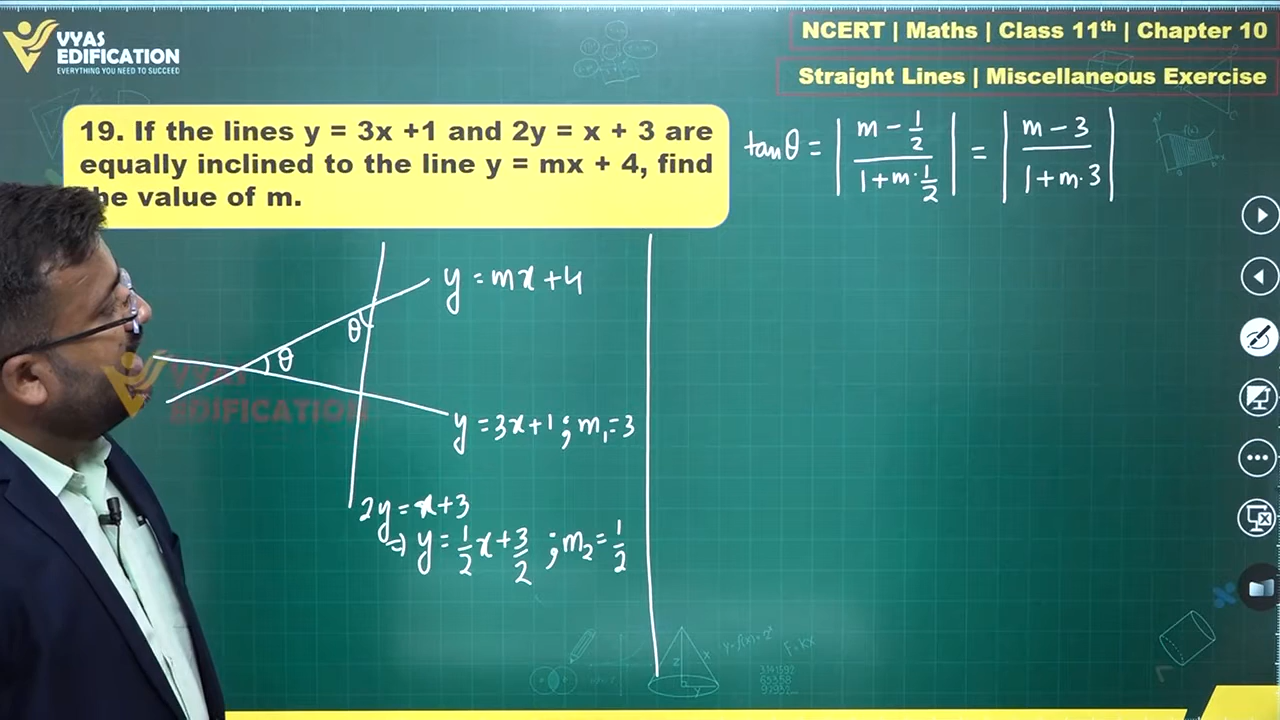 VYAS
EDIFICATION
EVERYTHING YOU NEED TO SUCCEED
NCERT | Maths | Class 11th | Chapter 10
Straight Lines | Miscellaneous Exercise
19. If the lines y = 3x +1 and 2y = x + 3 are
equally inclined to the line y = mx + 4, find
the value of m.
tanθ = | (m - 1/2) / (1 + m·1/2) | = | (m - 3) / (1 + m·3) |
y = mx + 4
θ
θ
VYAS
EDIFICATION
y = 3x+1 ; m₁ = 3
2y = x+3
⇒ y = 1/2 x + 3/2 ; m₂ = 1/2